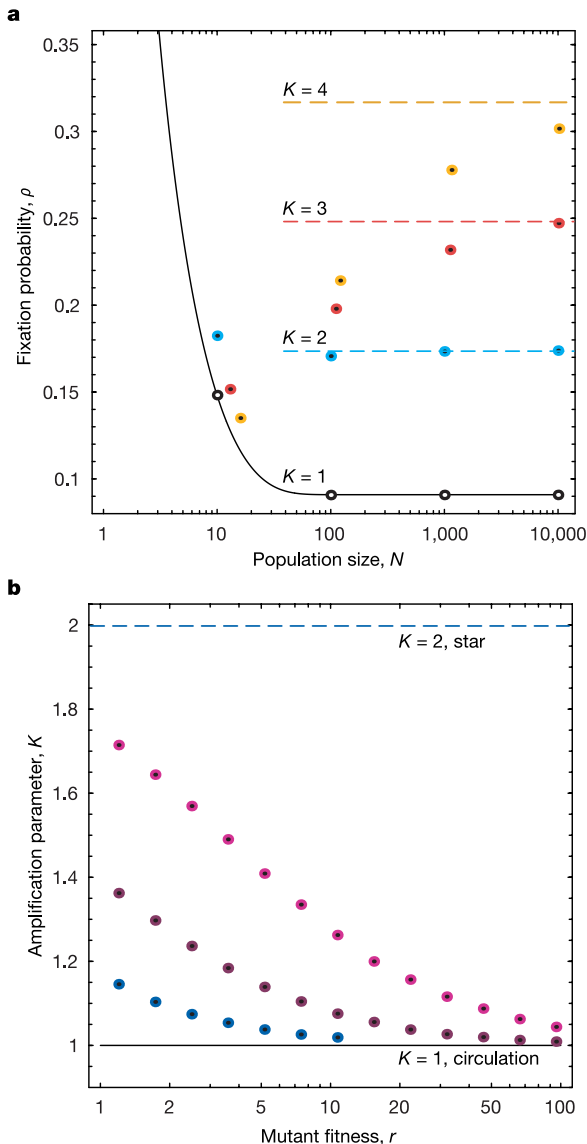 a
0.35
K = 4
0.3
K = 3
0.25
Fixation probability, ρ
0.2
K = 2
0.15
K = 1
0.1
1 10 100 1,000 10,000
Population size, N
b
2
K = 2, star
1.8
1.6
Amplification parameter, K
1.4
1.2
1
K = 1, circulation
1 2 5 10 20 50 100
Mutant fitness, r